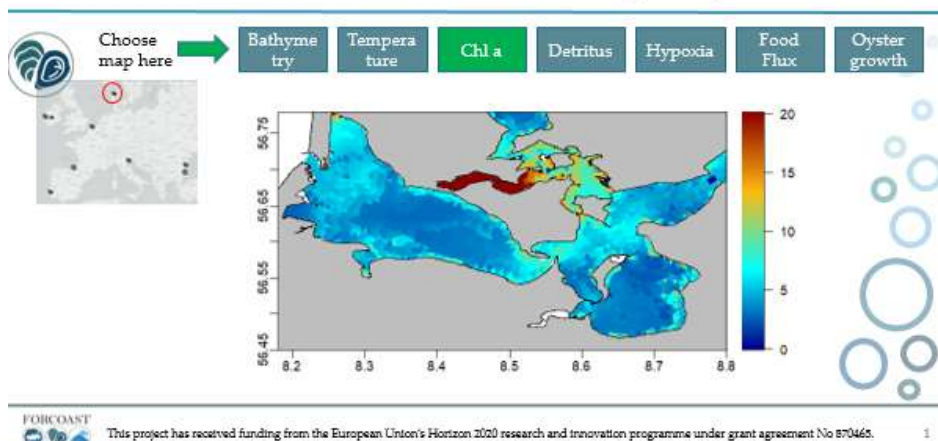 Choose
map here
Bathyme
try
Tempera
ture
Chl a
Detritus
Hypoxia
Food
Flux
Oyster
growth
56.75
56.65
56.55
56.45
8.2 8.3 8.4 8.5 8.6 8.7 8.8
20
15
10
5
0
FORCOAST
This project has received funding from the European Union's Horizon 2020 research and innovation programme under grant agreement No 870465.
1